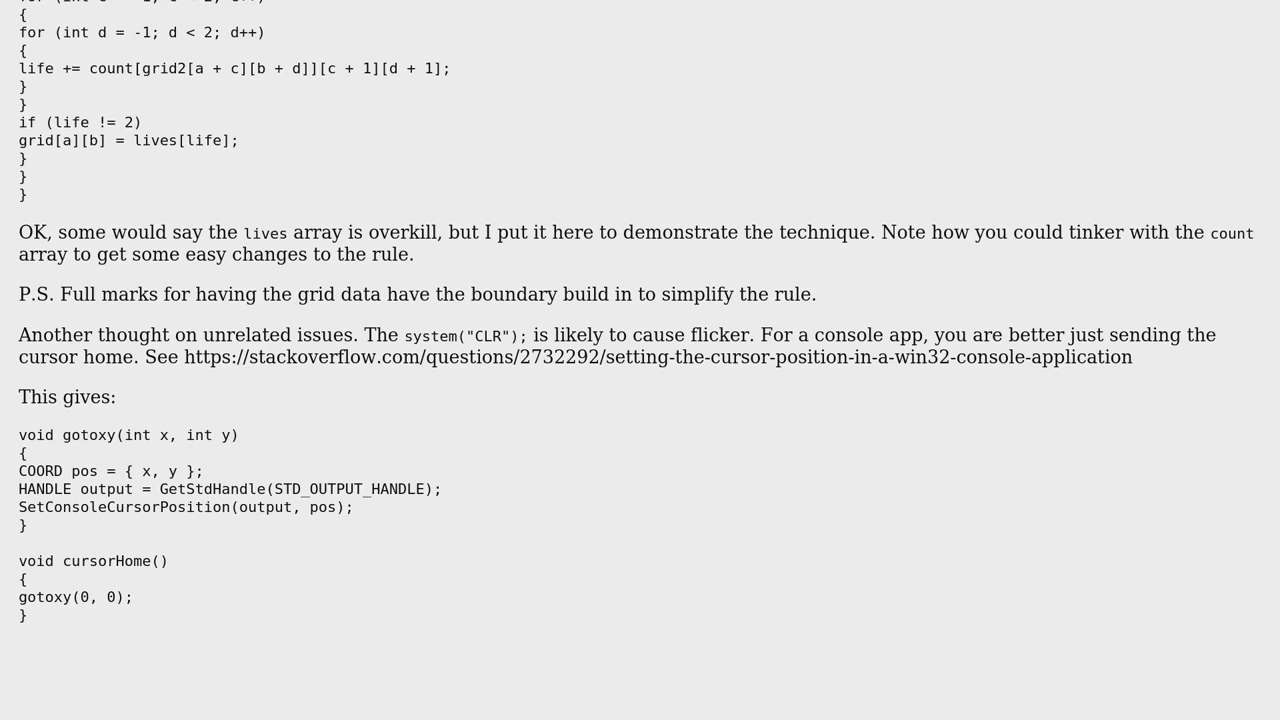 {
for (int d = -1; d < 2; d++)
{
life += count[grid2[a + c][b + d]][c + 1][d + 1];
}
}
if (life != 2)
grid[a][b] = lives[life];
}
}
}
OK, some would say the lives array is overkill, but I put it here to demonstrate the technique. Note how you could tinker with the count
array to get some easy changes to the rule.
P.S. Full marks for having the grid data have the boundary build in to simplify the rule.
Another thought on unrelated issues. The system("CLR"); is likely to cause flicker. For a console app, you are better just sending the
cursor home. See https://stackoverflow.com/questions/2732292/setting-the-cursor-position-in-a-win32-console-application
This gives:
void gotoxy(int x, int y)
{
COORD pos = { x, y };
HANDLE output = GetStdHandle(STD_OUTPUT_HANDLE);
SetConsoleCursorPosition(output, pos);
}
void cursorHome()
{
gotoxy(0, 0);
}